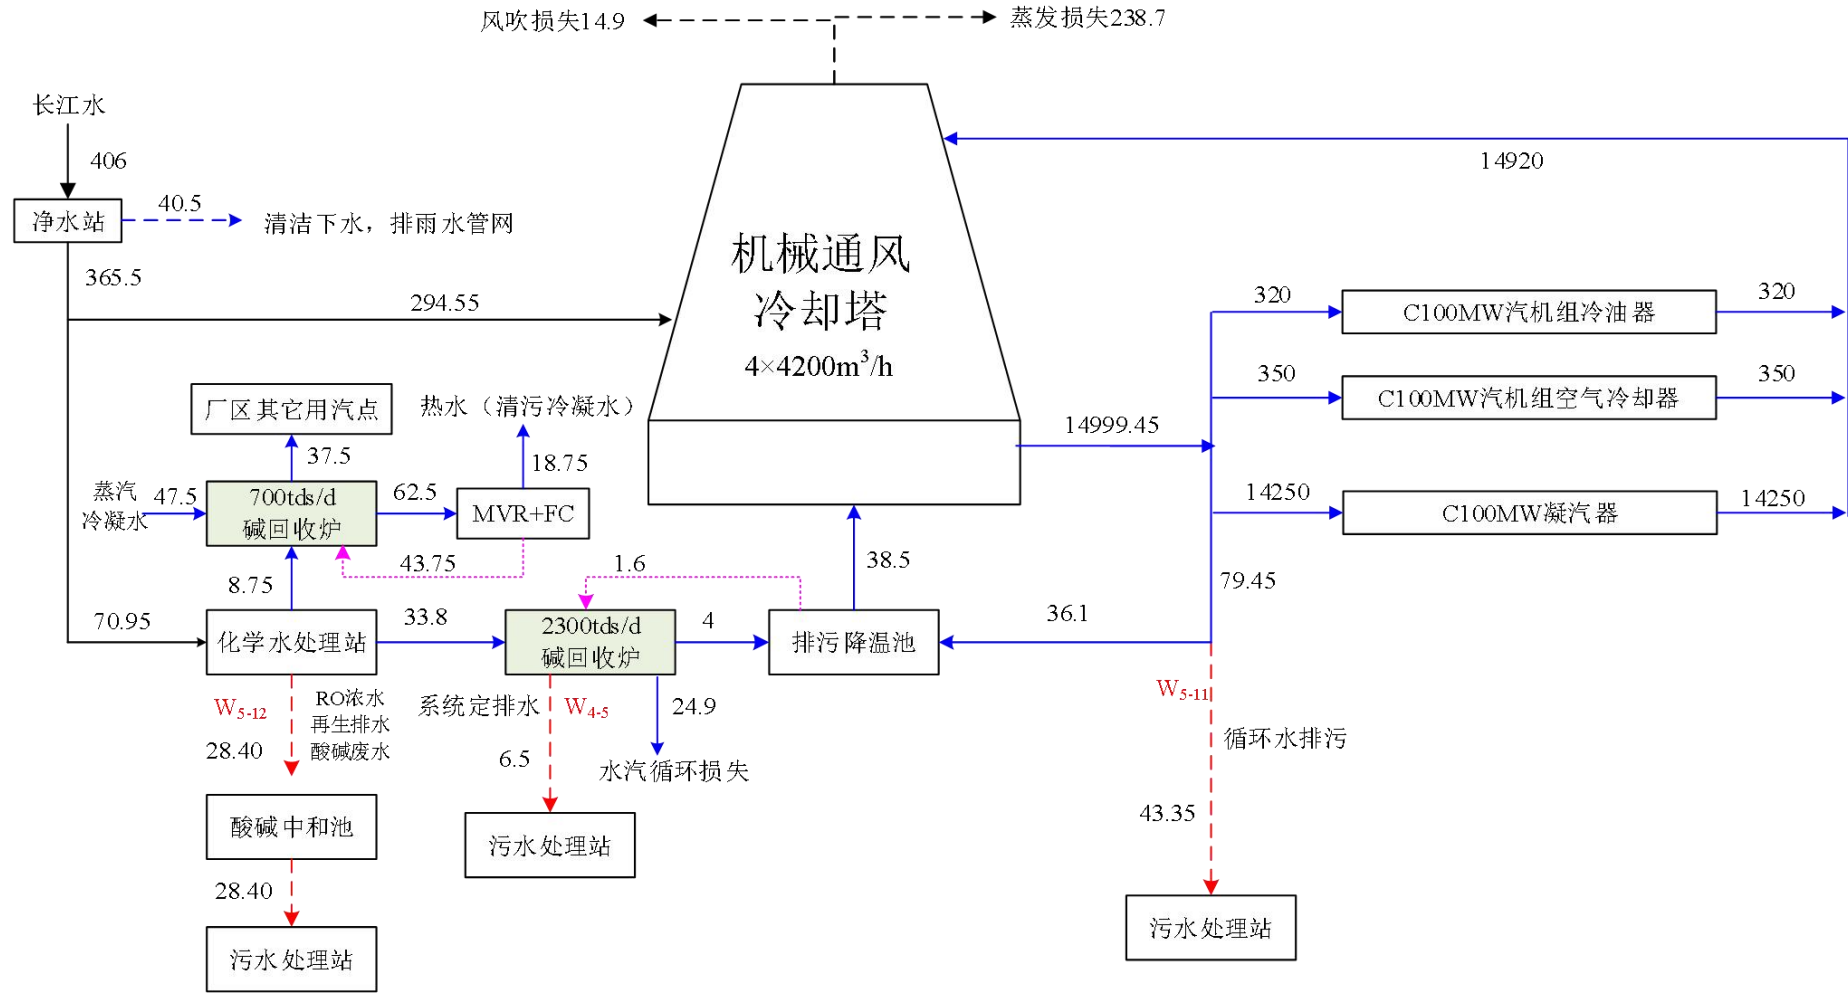 风吹损失14.9
蒸发损失238.7
长江水
406
净水站
40.5
清洁下水，排雨水管网
365.5
294.55
机械通风
冷却塔
4×4200m³/h
14920
320
C100MW汽机组冷油器
320
350
C100MW汽机组空气冷却器
350
14999.45
14250
C100MW凝汽器
14250
厂区其它用汽点
热水（清污冷凝水）
37.5
18.75
蒸汽
冷凝水
47.5
700tds/d
碱回收炉
62.5
MVR+FC
43.75
8.75
1.6
38.5
79.45
70.95
化学水处理站
33.8
2300tds/d
碱回收炉
4
排污降温池
36.1
W₅₋₁₂
RO浓水
再生排水
酸碱废水
28.40
系统定排水
W₄₋₅
6.5
24.9
水汽循环损失
W₅₋₁₁
循环水排污
43.35
酸碱中和池
污水处理站
28.40
污水处理站
污水处理站